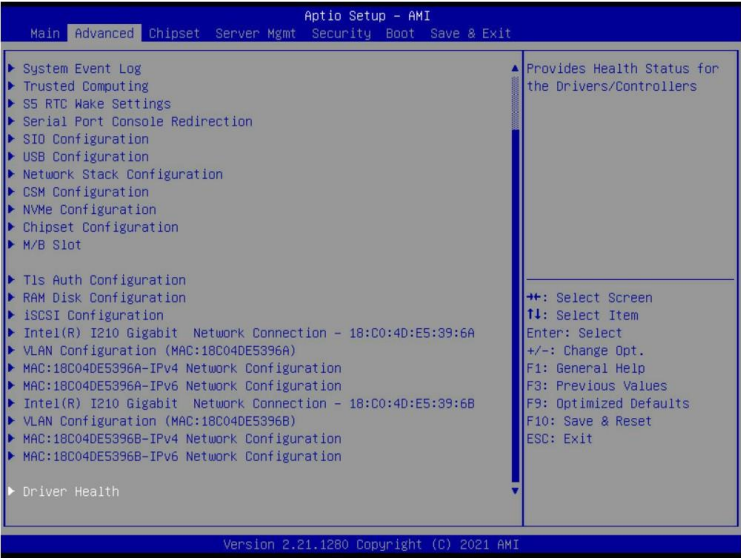 Aptio Setup – AMI
Main Advanced Chipset Server Mgmt Security Boot Save & Exit
▶ System Event Log
▶ Trusted Computing
▶ S5 RTC Wake Settings
▶ Serial Port Console Redirection
▶ SIO Configuration
▶ USB Configuration
▶ Network Stack Configuration
▶ CSM Configuration
▶ NVMe Configuration
▶ Chipset Configuration
▶ M/B Slot
▶ Tls Auth Configuration
▶ RAM Disk Configuration
▶ iSCSI Configuration
▶ Intel(R) I210 Gigabit  Network Connection – 18:C0:4D:E5:39:6A
▶ VLAN Configuration (MAC:18C04DE5396A)
▶ MAC:18C04DE5396A-IPv4 Network Configuration
▶ MAC:18C04DE5396A-IPv6 Network Configuration
▶ Intel(R) I210 Gigabit  Network Connection – 18:C0:4D:E5:39:6B
▶ VLAN Configuration (MAC:18C04DE5396B)
▶ MAC:18C04DE5396B-IPv4 Network Configuration
▶ MAC:18C04DE5396B-IPv6 Network Configuration
▶ Driver Health
Provides Health Status for
the Drivers/Controllers
→←: Select Screen
↑↓: Select Item
Enter: Select
+/-: Change Opt.
F1: General Help
F3: Previous Values
F9: Optimized Defaults
F10: Save & Reset
ESC: Exit
Version 2.21.1280 Copyright (C) 2021 AMI